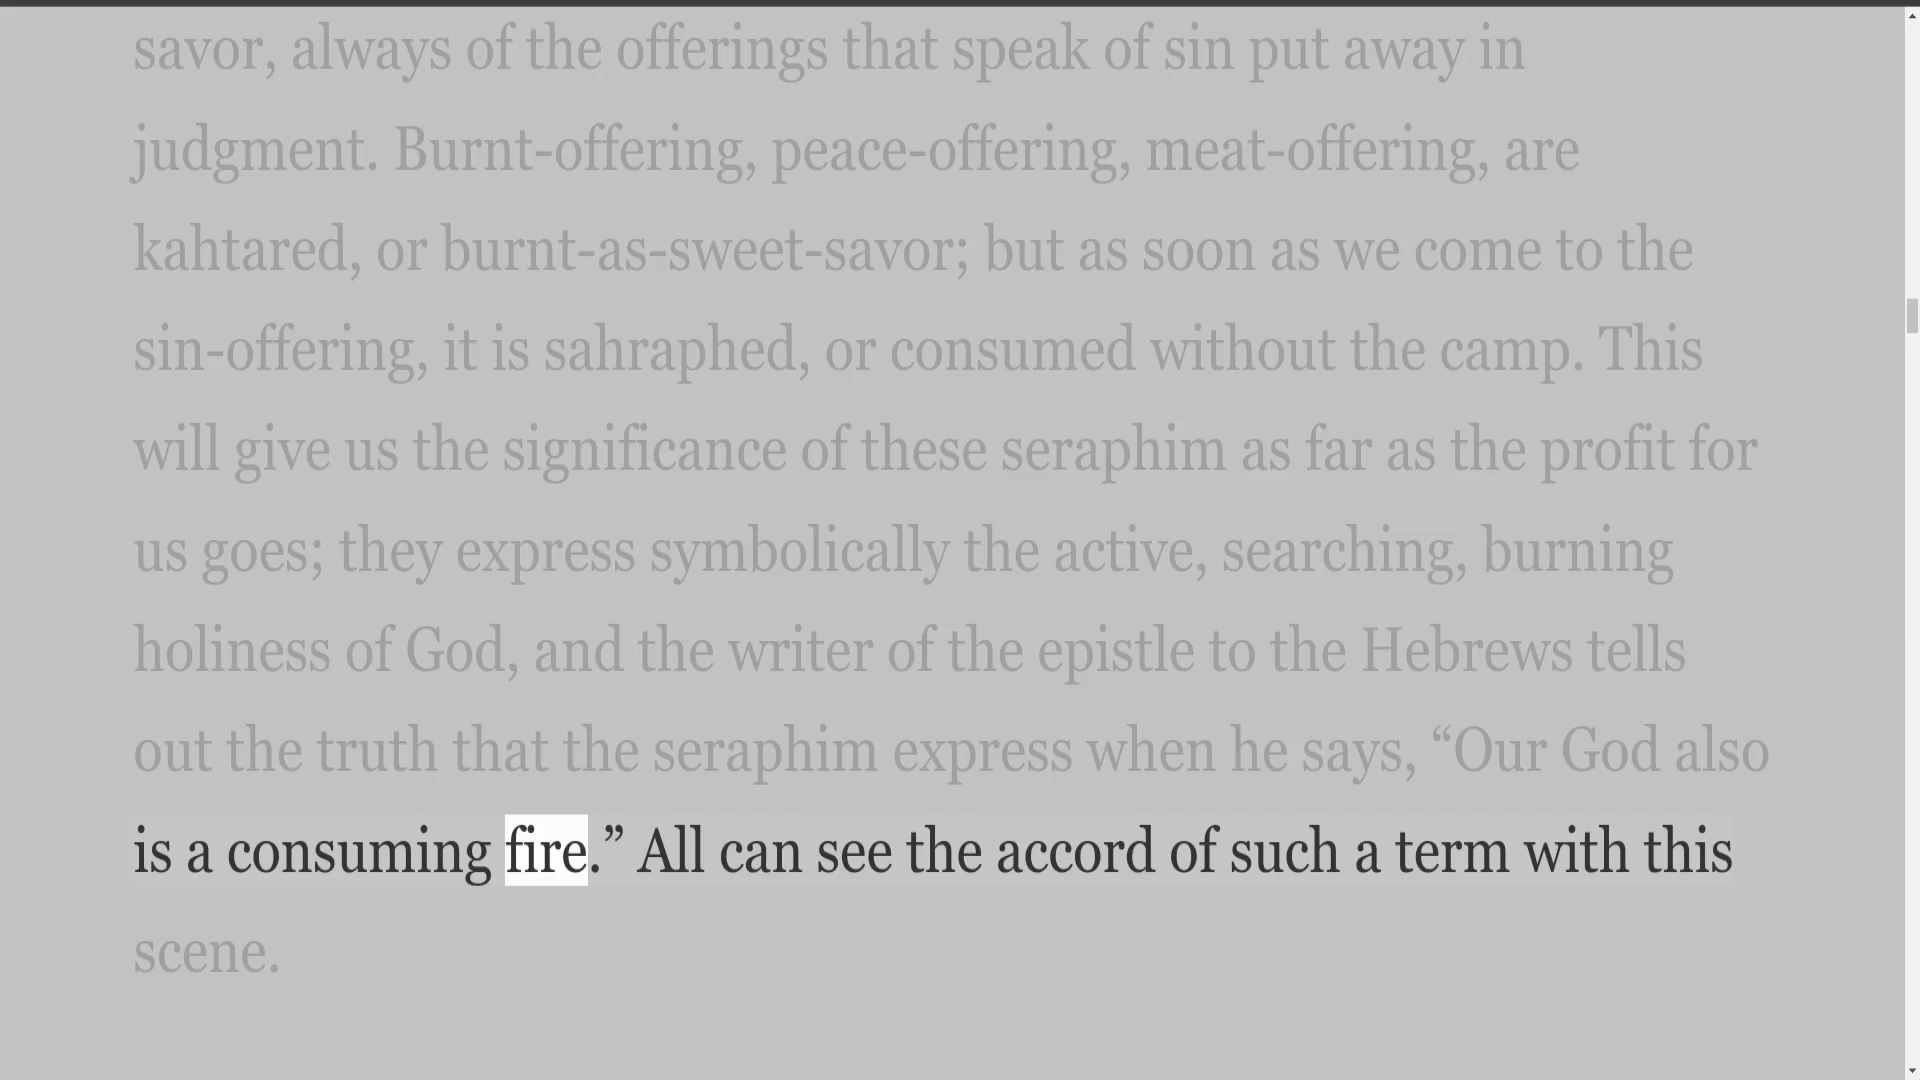 savor, always of the offerings that speak of sin put away in
judgment. Burnt-offering, peace-offering, meat-offering, are
kahtared, or burnt-as-sweet-savor; but as soon as we come to the
sin-offering, it is sahraphed, or consumed without the camp. This
will give us the significance of these seraphim as far as the profit for
us goes; they express symbolically the active, searching, burning
holiness of God, and the writer of the epistle to the Hebrews tells
out the truth that the seraphim express when he says, “Our God also
is a consuming fire.” All can see the accord of such a term with this
scene.